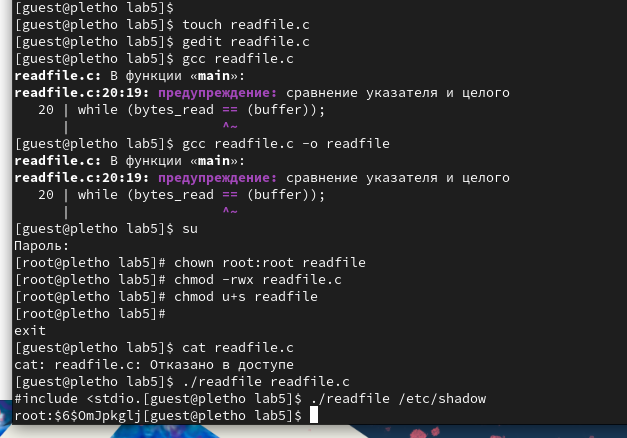 [guest@pletho lab5]$
[guest@pletho lab5]$ touch readfile.c
[guest@pletho lab5]$ gedit readfile.c
[guest@pletho lab5]$ gcc readfile.c
readfile.c: В функции «main»:
readfile.c:20:19: предупреждение: сравнение указателя и целого
20 | while (bytes_read == (buffer));
| ^~
[guest@pletho lab5]$ gcc readfile.c -o readfile
readfile.c: В функции «main»:
readfile.c:20:19: предупреждение: сравнение указателя и целого
20 | while (bytes_read == (buffer));
| ^~
[guest@pletho lab5]$ su
Пароль:
[root@pletho lab5]# chown root:root readfile
[root@pletho lab5]# chmod -rwx readfile.c
[root@pletho lab5]# chmod u+s readfile
[root@pletho lab5]#
exit
[guest@pletho lab5]$ cat readfile.c
cat: readfile.c: Отказано в доступе
[guest@pletho lab5]$ ./readfile readfile.c
#include <stdio.[guest@pletho lab5]$ ./readfile /etc/shadow
root:$6$OmJpkglj[guest@pletho lab5]$